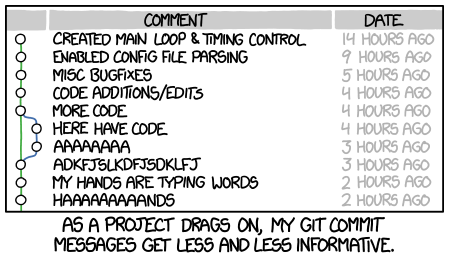 COMMENT DATE
CREATED MAIN LOOP & TIMING CONTROL 14 HOURS AGO
ENABLED CONFIG FILE PARSING 9 HOURS AGO
MISC BUGFIXES 5 HOURS AGO
CODE ADDITIONS/EDITS 4 HOURS AGO
MORE CODE 4 HOURS AGO
HERE HAVE CODE 4 HOURS AGO
AAAAAAAA 3 HOURS AGO
ADKFJSLKDFJSDKLFJ 3 HOURS AGO
MY HANDS ARE TYPING WORDS 2 HOURS AGO
HAAAAAAAAANDS 2 HOURS AGO
AS A PROJECT DRAGS ON, MY GIT COMMIT
MESSAGES GET LESS AND LESS INFORMATIVE.